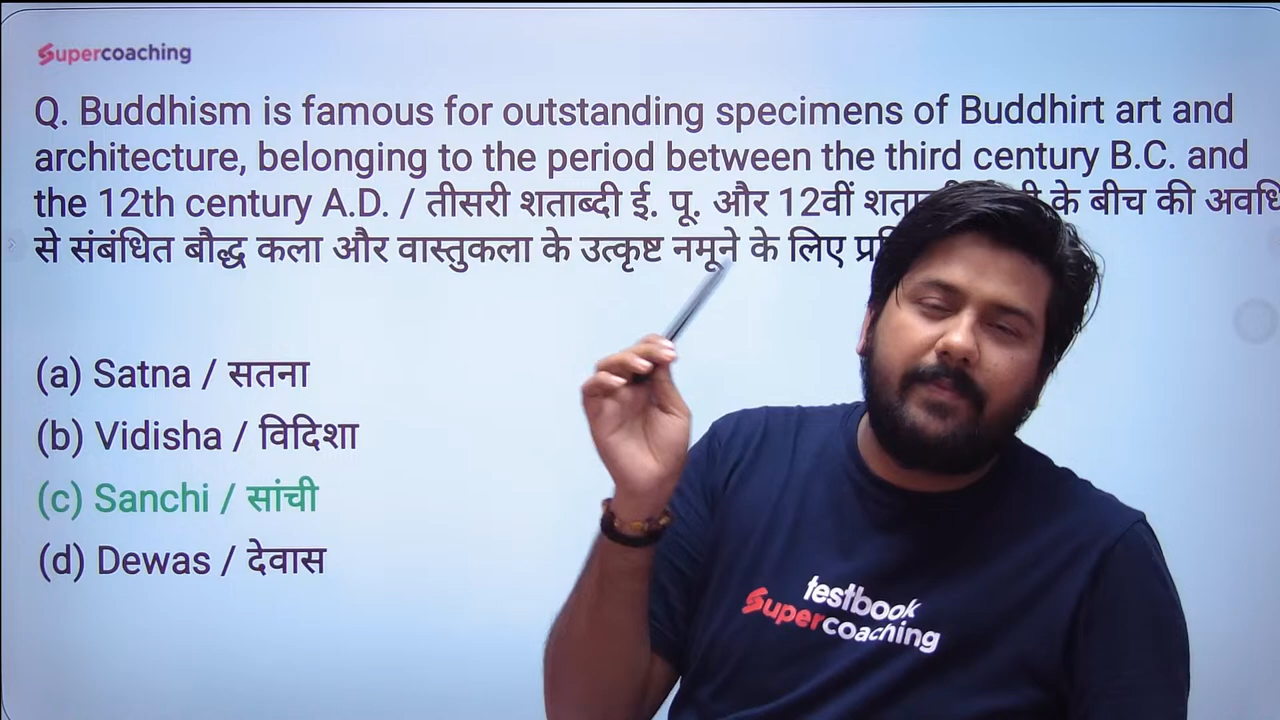 Supercoaching
Q. Buddhism is famous for outstanding specimens of Buddhirt art and
architecture, belonging to the period between the third century B.C. and
the 12th century A.D. / तीसरी शताब्दी ई. पू. और 12वीं के बीच की
से संबंधित बौद्ध कला और वास्तुकला के उत्कृष्ट नमूने के लिए
(a) Satna / सतना
(b) Vidisha / विदिशा
(c) Sanchi / सांची
(d) Dewas / देवास
testbook
Supercoaching